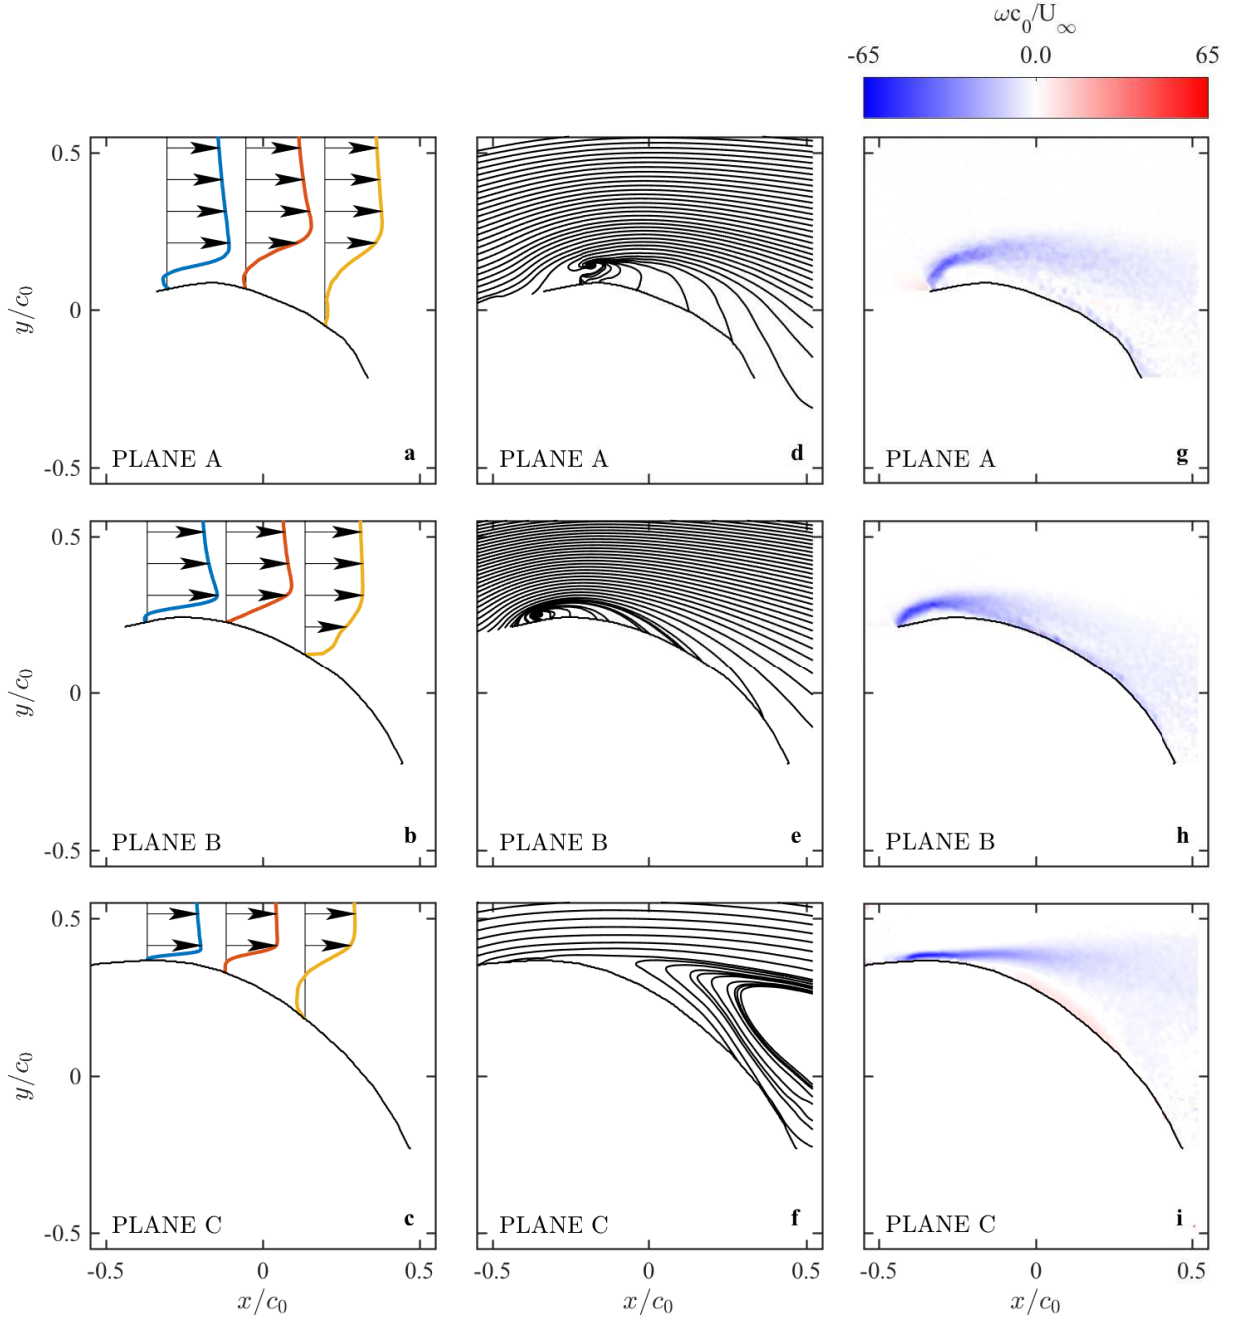 ωc₀/U∞
-65 0.0 65
0.5
0
-0.5
y/c₀
PLANE A a
PLANE A d
PLANE A g
0.5
0
-0.5
y/c₀
PLANE B b
PLANE B e
PLANE B h
0.5
0
-0.5
y/c₀
PLANE C c
PLANE C f
PLANE C i
-0.5 0 0.5
-0.5 0 0.5
-0.5 0 0.5
x/c₀
x/c₀
x/c₀